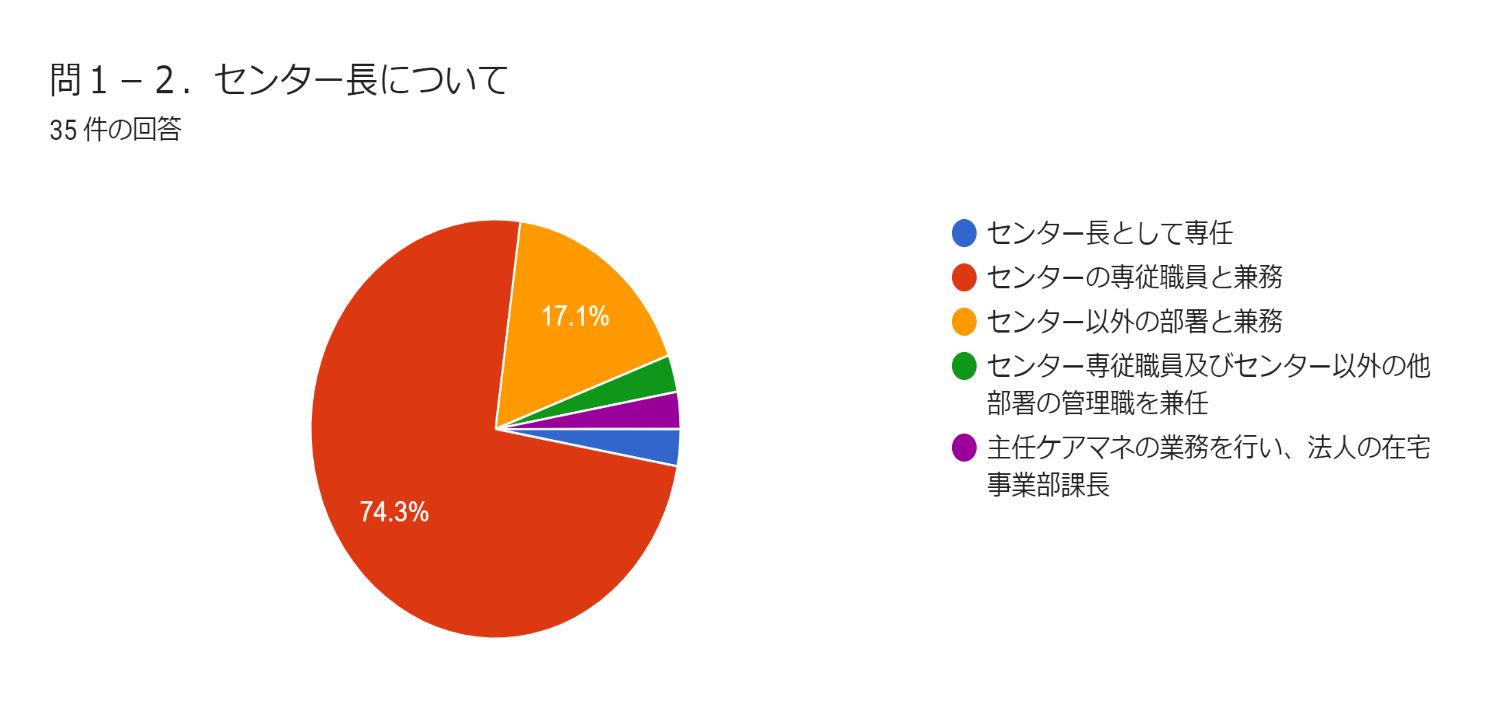 問１－２．センター長について
35 件の回答
17.1%
74.3%
センター長として専任
センターの専従職員と兼務
センター以外の部署と兼務
センター専従職員及びセンター以外の他
部署の管理職を兼任
主任ケアマネの業務を行い、法人の在宅
事業部課長